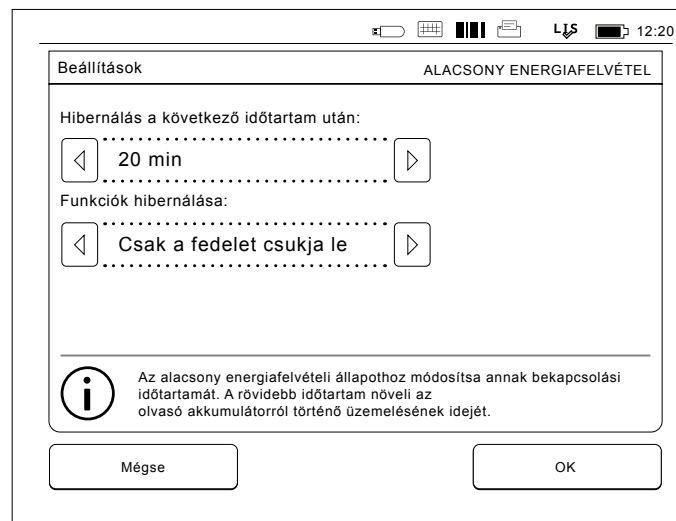 LIS 12:20
Beállítások ALACSONY ENERGIAFELVÉTEL
Hibernálás a következő időtartam után:
20 min
Funkciók hibernálása:
Csak a fedelet csukja le
Az alacsony energiafelvételi állapothoz módosítsa annak bekapcsolási
időtartamát. A rövidebb időtartam növeli az
olvasó akkumulátorról történő üzemelésének idejét.
Mégse OK